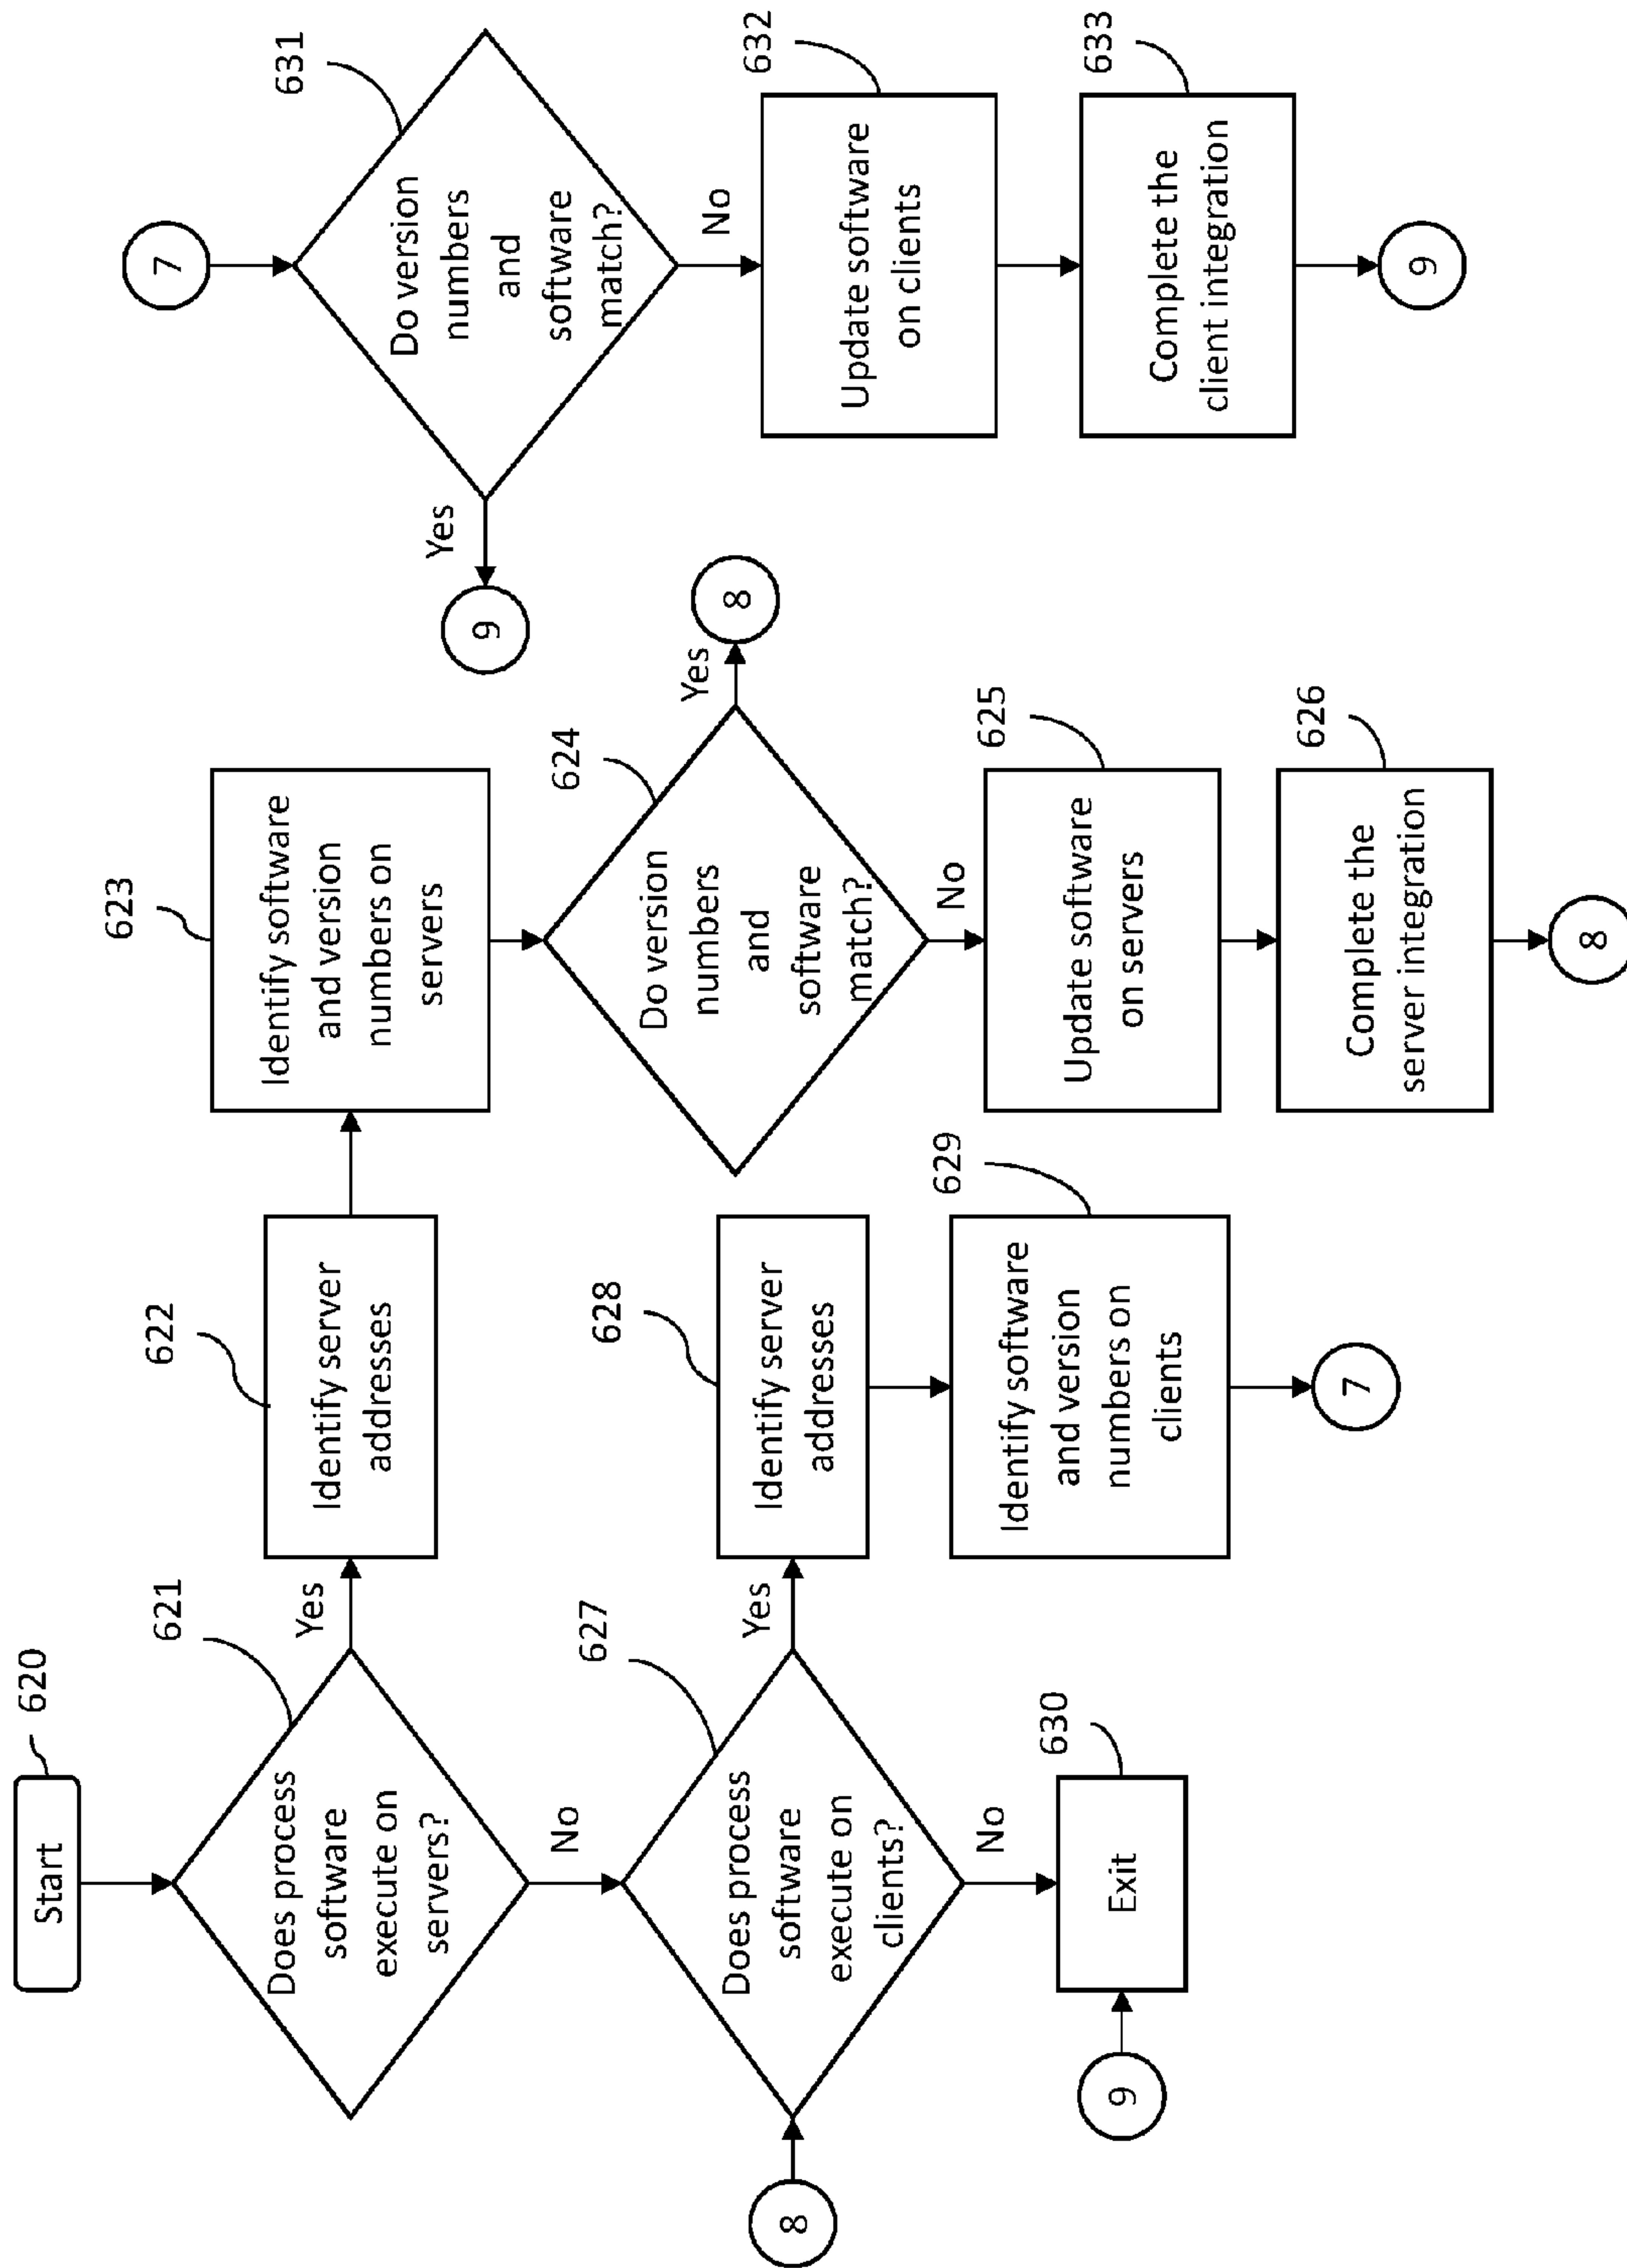 Start
620
Does process
software
execute on
servers?
621
Yes
No
Identify server
addresses
622
Identify software
and version
numbers on
servers
623
Do version
numbers
and
software
match?
624
Yes
8
No
Update software
on servers
625
Complete the
server integration
626
8
8
Does process
software
execute on
clients?
627
Yes
No
Identify server
addresses
628
Identify software
and version
numbers on
clients
629
7
9
Exit
630
7
Do version
numbers
and
software
match?
631
Yes
9
No
Update software
on clients
632
Complete the
client integration
633
9